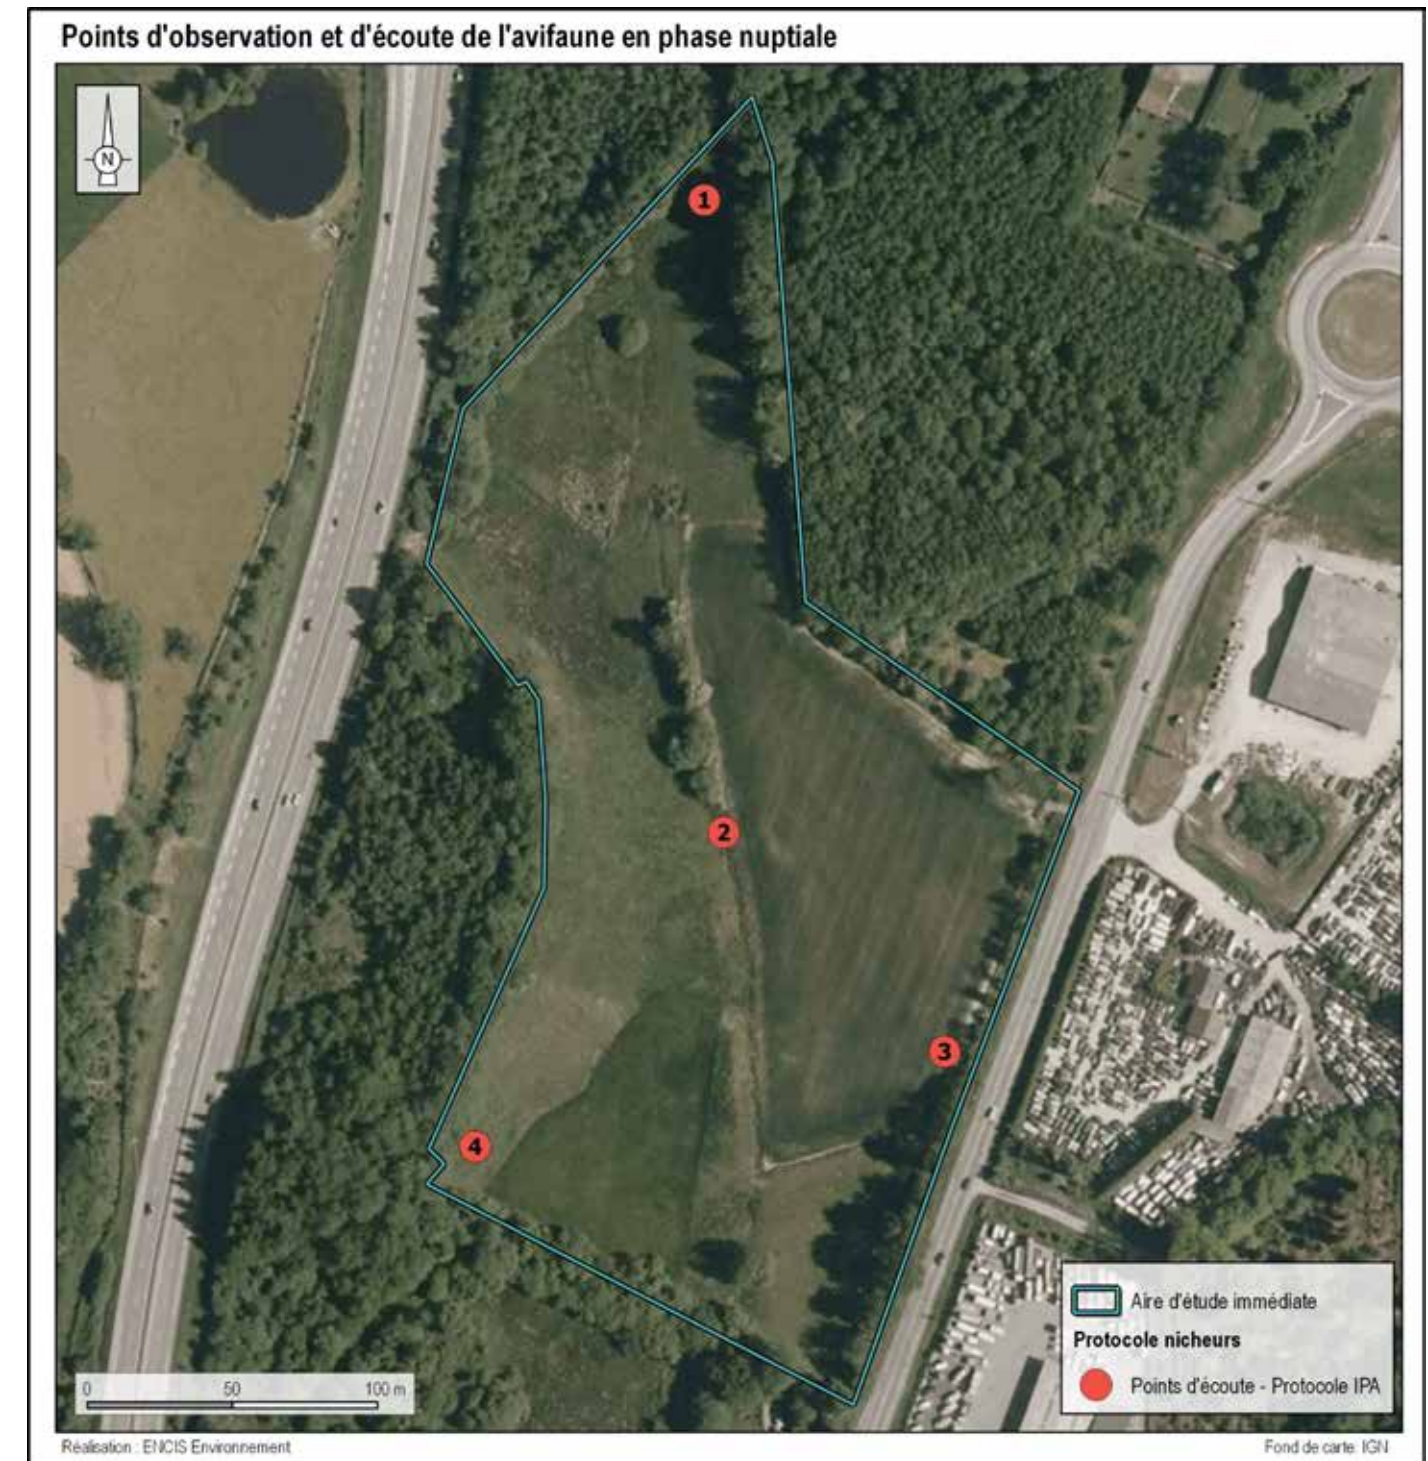 Points d'observation et d'écoute de l'avifaune en phase nuptiale
N
1
2
3
4
Aire d'étude immédiate
Protocole nicheurs
Points d'écoute - Protocole IPA
0 50 100 m
Réalisation : ENCIS Environnement
Fond de carte: IGN